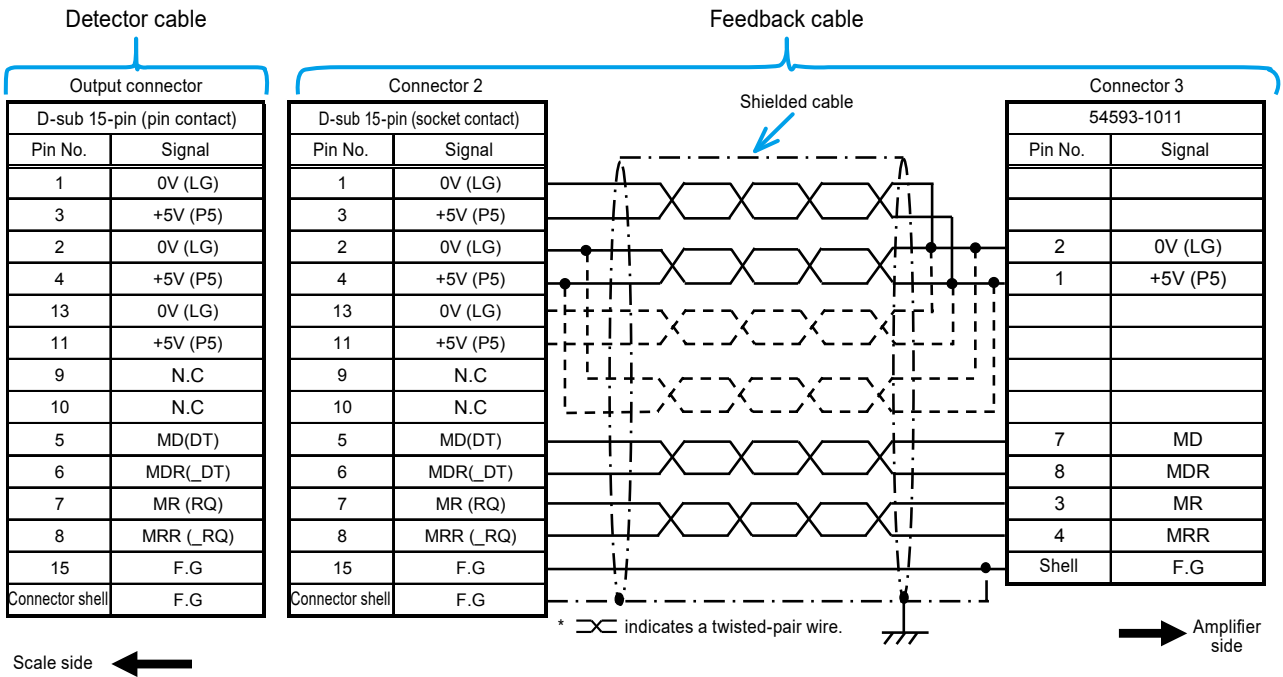 Detector cable
Feedback cable
Output connector
Connector 2
Connector 3
Shielded cable
D-sub 15-pin (pin contact)
Pin No. Signal
1 0V (LG)
3 +5V (P5)
2 0V (LG)
4 +5V (P5)
13 0V (LG)
11 +5V (P5)
9 N.C
10 N.C
5 MD(DT)
6 MDR(_DT)
7 MR (RQ)
8 MRR (_RQ)
15 F.G
Connector shell F.G
D-sub 15-pin (socket contact)
Pin No. Signal
1 0V (LG)
3 +5V (P5)
2 0V (LG)
4 +5V (P5)
13 0V (LG)
11 +5V (P5)
9 N.C
10 N.C
5 MD(DT)
6 MDR(_DT)
7 MR (RQ)
8 MRR (_RQ)
15 F.G
Connector shell F.G
54593-1011
Pin No. Signal
2 0V (LG)
1 +5V (P5)
7 MD
8 MDR
3 MR
4 MRR
Shell F.G
* indicates a twisted-pair wire.
Scale side
Amplifier
side